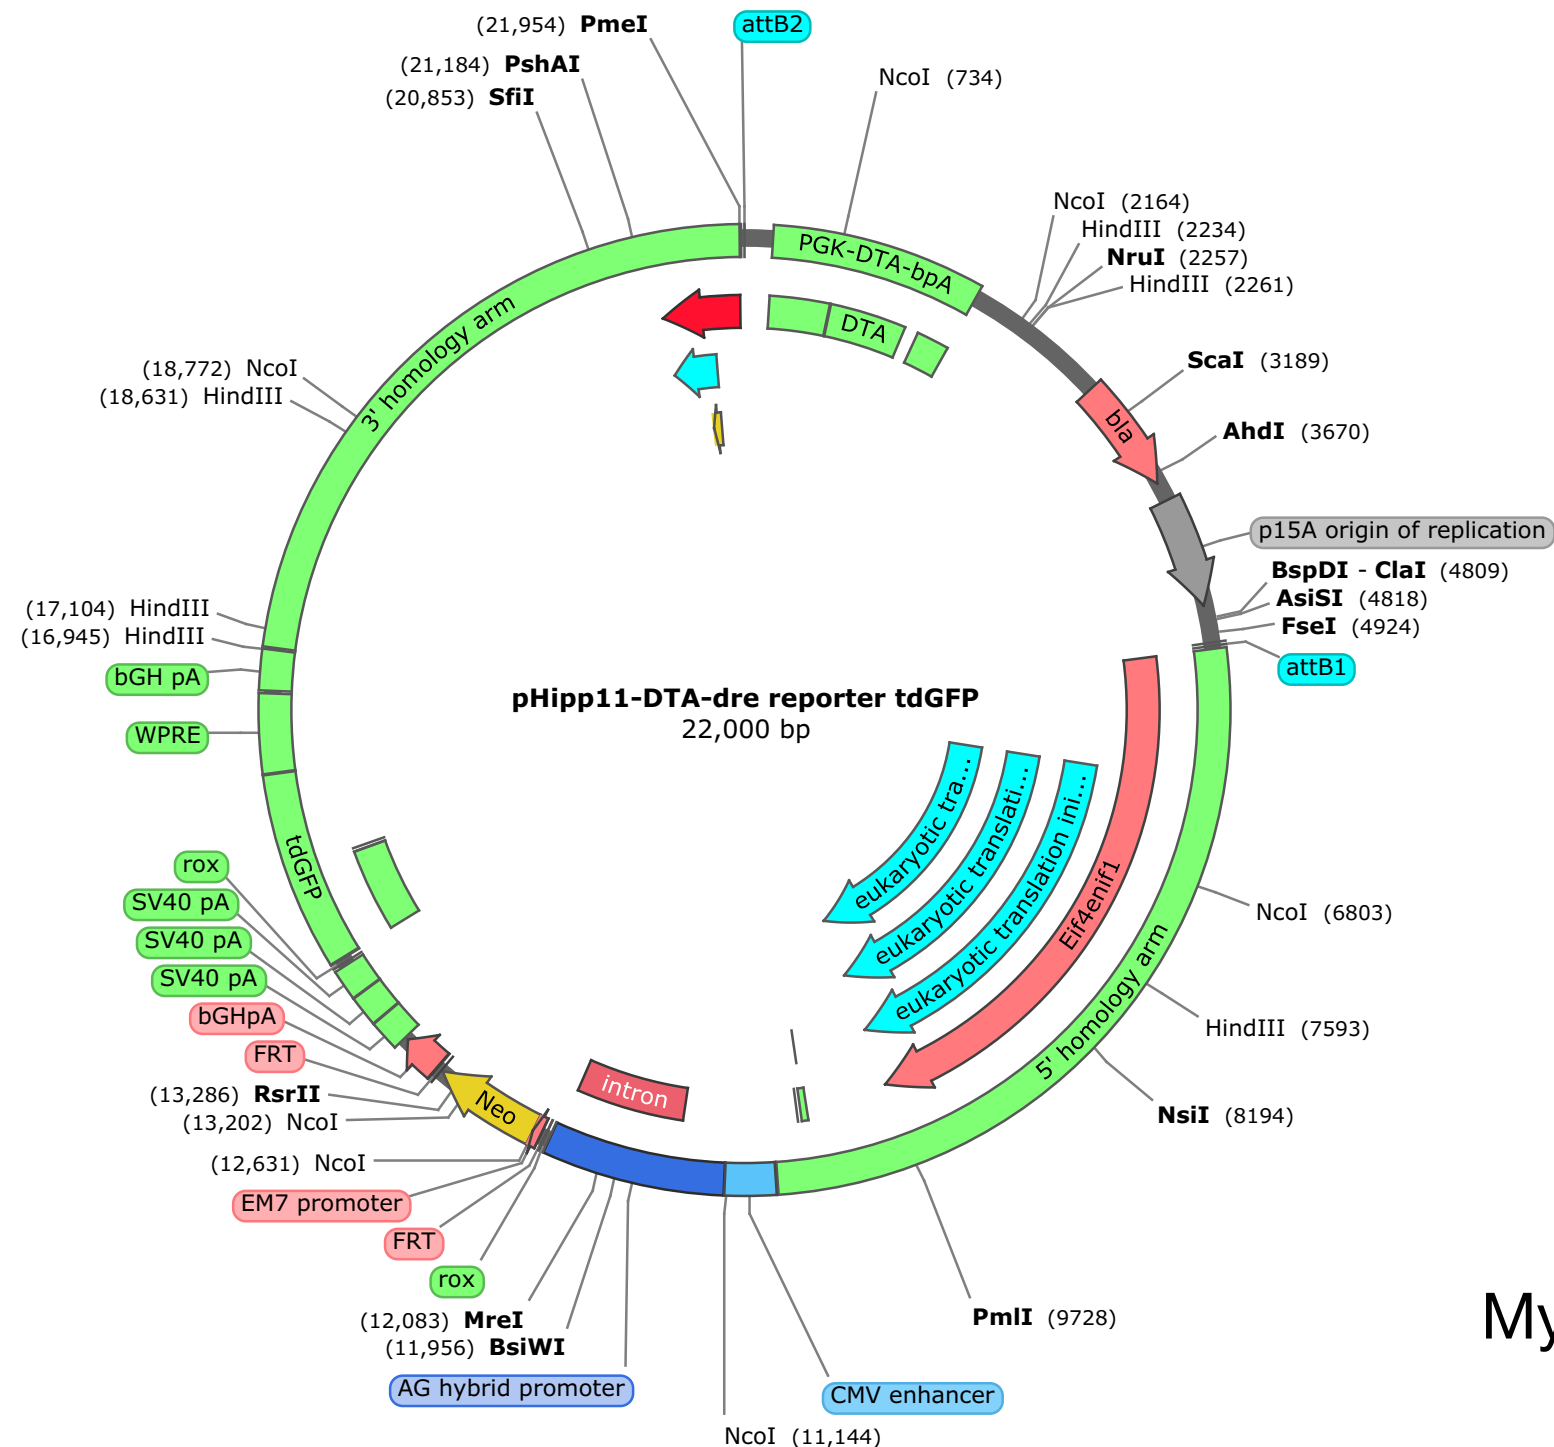 (21,954) PmeI
attB2
(21,184) PshAI
NcoI (734)
(20,853) SfiI
NcoI (2164)
HindIII (2234)
NruI (2257)
HindIII (2261)
PGK-DTA-bpA
DTA
ScaI (3189)
bla
AhdI (3670)
3' homology arm
(18,772) NcoI
(18,631) HindIII
p15A origin of replication
BspDI - ClaI (4809)
AsiSI (4818)
FseI (4924)
attB1
(17,104) HindIII
(16,945) HindIII
bGH pA
WPRE
pHipp11-DTA-dre reporter tdGFP
22,000 bp
eukaryotic tra...
eukaryotic translati...
eukaryotic translation ini...
Eif4enif1
tdGFP
rox
SV40 pA
SV40 pA
SV40 pA
bGHpA
FRT
NcoI (6803)
5' homology arm
HindIII (7593)
(13,286) RsrII
Neo
intron
NsiI (8194)
(13,202) NcoI
(12,631) NcoI
EM7 promoter
FRT
rox
(12,083) MreI
PmlI (9728)
My
(11,956) BsiWI
AG hybrid promoter
CMV enhancer
NcoI (11,144)